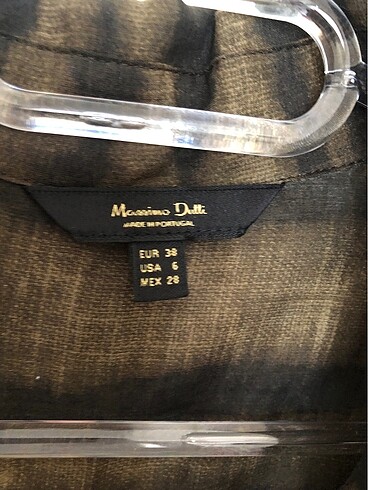 Massimo Dutti
MADE IN PORTUGAL
EUR 38
USA 6
MEX 28